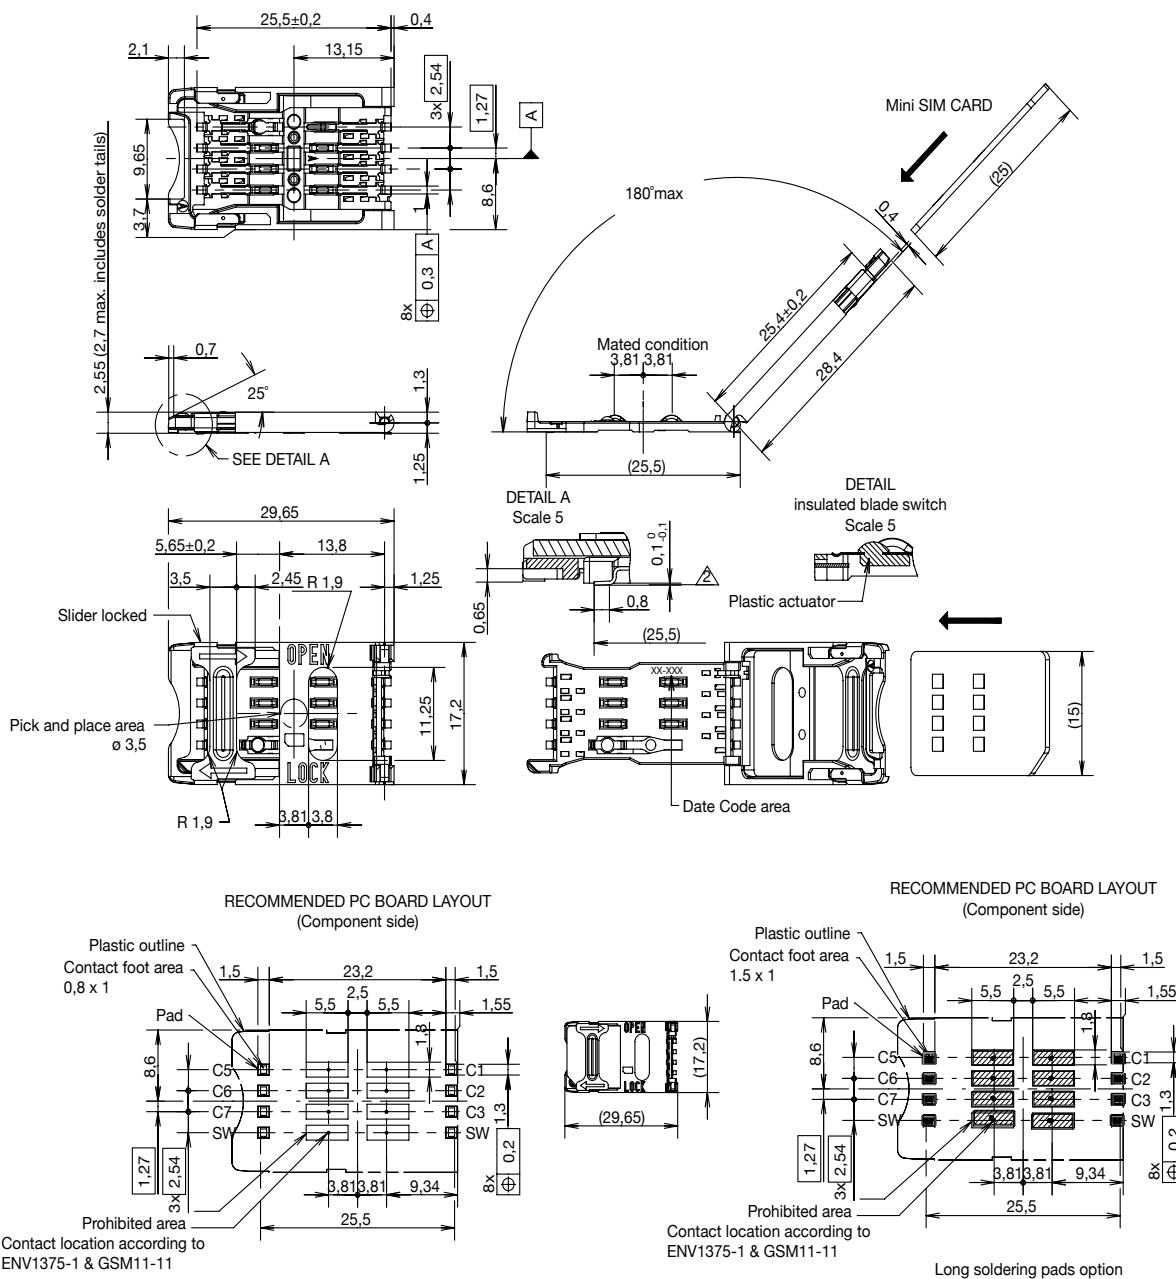 25,5±0,2
0,4
2,1
13,15
3x 2,54
1,27
A
9,65
3,7
8,6
1
8x ⌖ 0,3 A
2,55 (2,7 max. includes solder tails)
Mini SIM CARD
180°max
(25)
0,4
25,4±0,2
28,4
Mated condition
3,81 3,81
(25,5)
0,7
25°
1,3
1,25
SEE DETAIL A
DETAIL A
Scale 5
0,1 0 -0,1
2
0,65
0,8
(25,5)
DETAIL
insulated blade switch
Scale 5
Plastic actuator
29,65
5,65±0,2
13,8
3,5
2,45
R 1,9
1,25
Slider locked
OPEN
LOCK
Pick and place area
ø 3,5
11,25
17,2
R 1,9
3,81 3,8
XX-XXX
Date Code area
(15)
RECOMMENDED PC BOARD LAYOUT
(Component side)
Plastic outline
Contact foot area
0,8 x 1
Pad
1,5
23,2
1,5
5,5
2,5
5,5
1,55
1,8
8,6
C5
C6
C7
SW
C1
C2
C3
SW
1,3
8x ⌖ 0,2
1,27
3x 2,54
3,81 3,81
9,34
25,5
Prohibited area
Contact location according to
ENV1375-1 & GSM11-11
OPEN
LOCK
(17,2)
(29,65)
RECOMMENDED PC BOARD LAYOUT
(Component side)
Plastic outline
Contact foot area
1.5 x 1
Pad
1,5
23,2
1,5
5,5
2,5
5,5
1,55
1,8
8,6
C5
C6
C7
SW
C1
C2
C3
SW
1,3
8x ⌖ 0,2
1,27
3x 2,54
3,81 3,81
9,34
25,5
Prohibited area
Contact location according to
ENV1375-1 & GSM11-11
Long soldering pads option